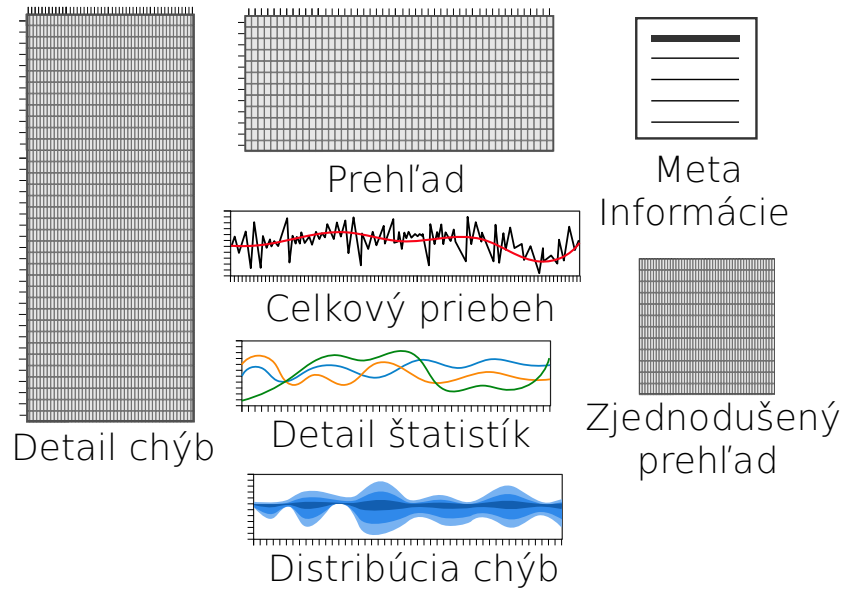 Detail chýb
Prehľad
Celkový priebeh
Detail štatistík
Distribúcia chýb
Meta
Informácie
Zjednodušený
prehľad